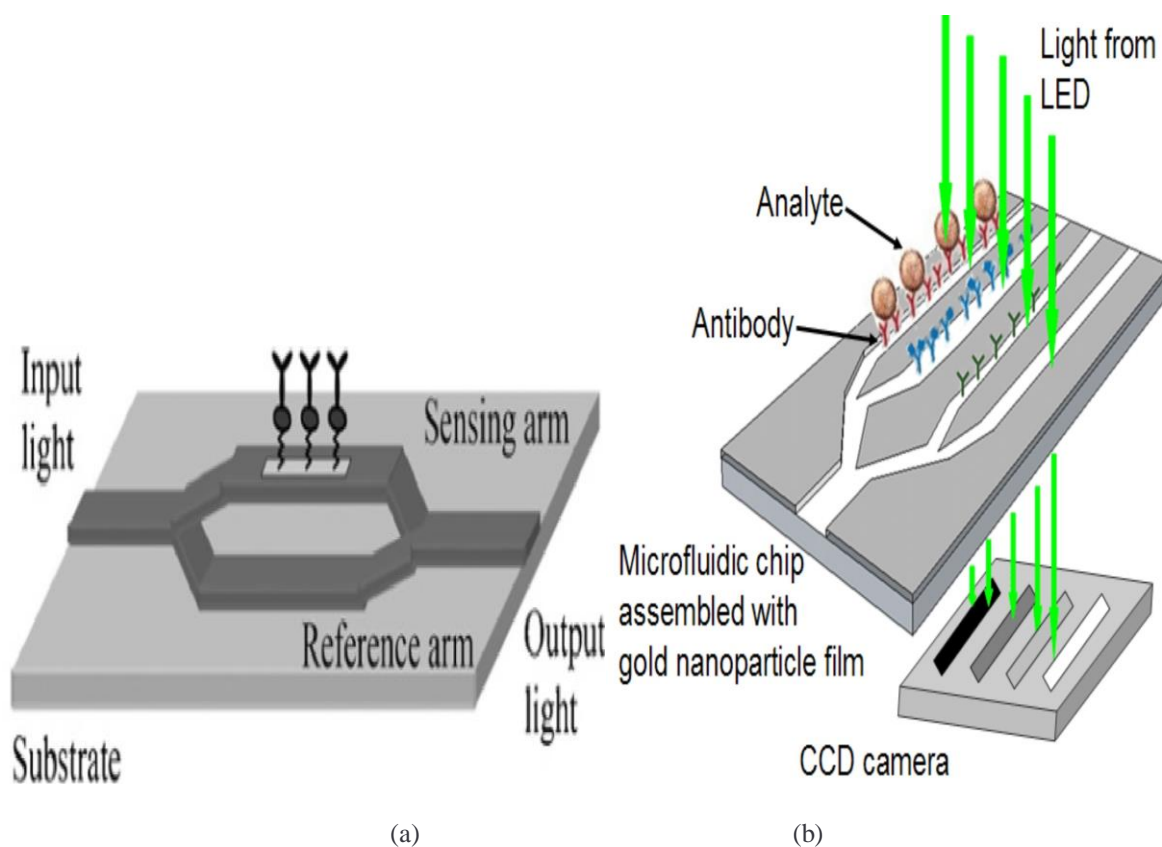 Input
light
Sensing arm
Reference arm
Output
light
Substrate
(a)
Light from
LED
Analyte
Antibody
Microfluidic chip
assembled with
gold nanoparticle film
CCD camera
(b)